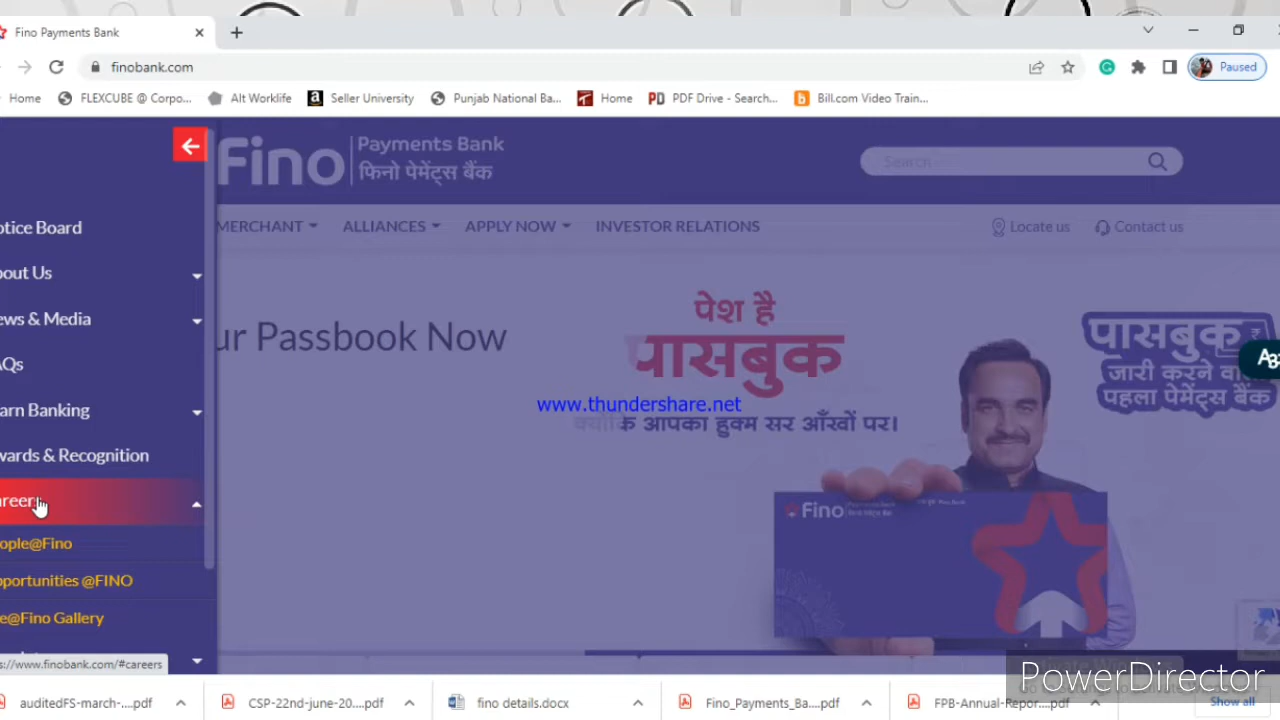 Fino Payments Bank
finobank.com
Paused
Home
FLEXCUBE @ Corpo...
Alt Worklife
Seller University
Punjab National Ba...
Home
PDF Drive - Search...
Bill.com Video Train...
Fino
Payments Bank
फिनो पेमेंट्स बैंक
Search
MERCHANT
ALLIANCES
APPLY NOW
INVESTOR RELATIONS
Locate us
Contact us
otice Board
bout Us
ews & Media
AQs
arn Banking
wards & Recognition
areer
ople@Fino
pportunities @FINO
e@Fino Gallery
s://www.finobank.com/#careers
ur Passbook Now
पेश है
पासबुक
www.thundershare.net
क्योंकि आपका हुक्म सर आँखों पर।
पासबुक
जारी करने वा
पहला पेमेंट्स बैंक
Fino
auditedFS-march-....pdf
CSP-22nd-june-20....pdf
fino details.docx
Fino_Payments_Ba....pdf
FPB-Annual-Repor....pdf
Show all
PowerDirector